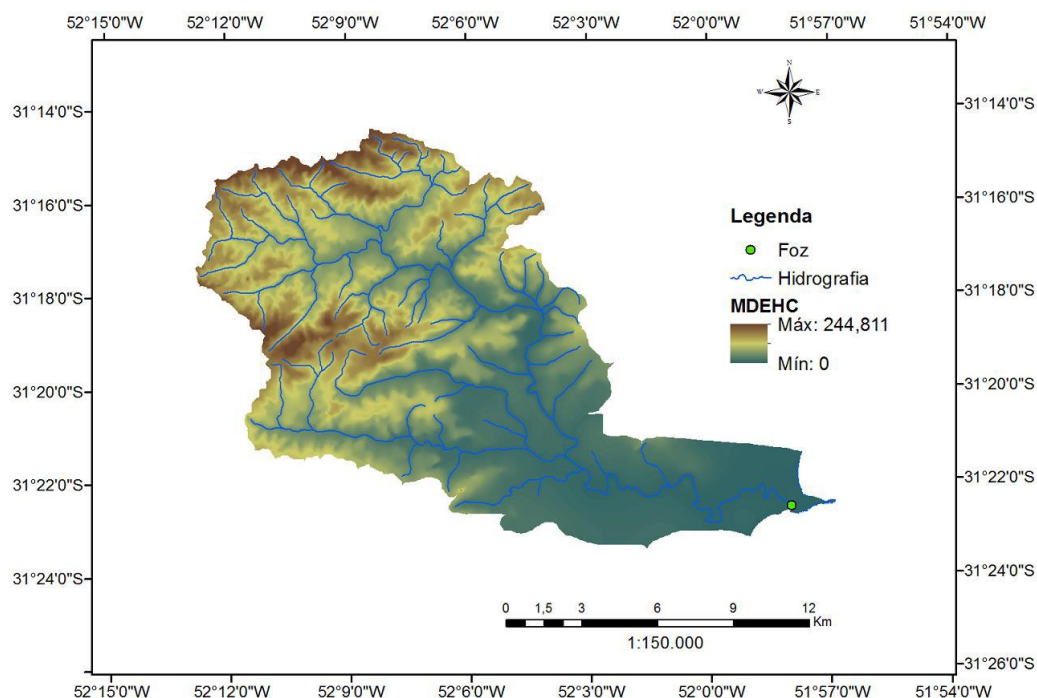 52°15'0"W 52°12'0"W 52°9'0"W 52°6'0"W 52°3'0"W 52°0'0"W 51°57'0"W 51°54'0"W
N
W E
S
31°14'0"S 31°14'0"S
31°16'0"S 31°16'0"S
31°18'0"S 31°18'0"S
31°20'0"S 31°20'0"S
31°22'0"S 31°22'0"S
31°24'0"S 31°24'0"S
31°26'0"S
Legenda
Foz
Hidrografia
MDEHC
Máx: 244,811
Mín: 0
0 1,5 3 6 9 12
Km
1:150.000
52°15'0"W 52°12'0"W 52°9'0"W 52°6'0"W 52°3'0"W 52°0'0"W 51°57'0"W 51°54'0"W